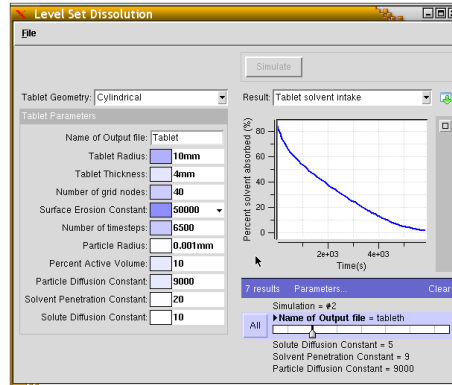 Level Set Dissolution
File
Simulate
Tablet Geometry: Cylindrical
Result: Tablet solvent intake
Tablet Parameters
Name of Output file: Tablet
Tablet Radius: 10mm
Tablet Thickness: 4mm
Number of grid nodes: 40
Surface Erosion Constant: 50000
Number of timesteps: 6500
Particle Radius: 0.001mm
Percent Active Volume: 10
Particle Diffusion Constant: 9000
Solvent Penetration Constant: 20
Solute Diffusion Constant: 10
Percent solvent absorbed (%)
80
60
40
20
0
2e+03 4e+03
Time(s)
7 results Parameters... Clear
Simulation = #2
All
Name of Output file = tableth
Solute Diffusion Constant = 5
Solvent Penetration Constant = 9
Particle Diffusion Constant = 9000